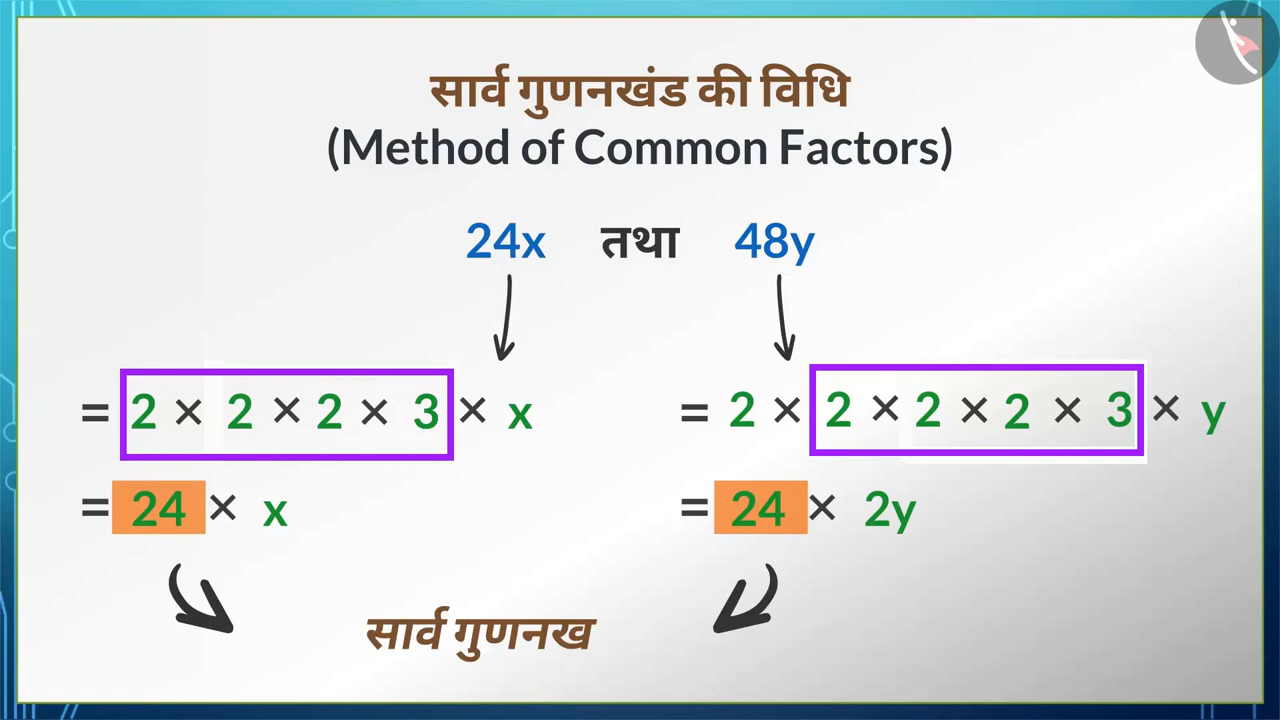 सार्व गुणनखंड की विधि
(Method of Common Factors)
24x तथा 48y
= 2 × 2 × 2 × 3 × x = 2 × 2 × 2 × 2 × 3 × y
= 24 × x = 24 × 2y
सार्व गुणनख